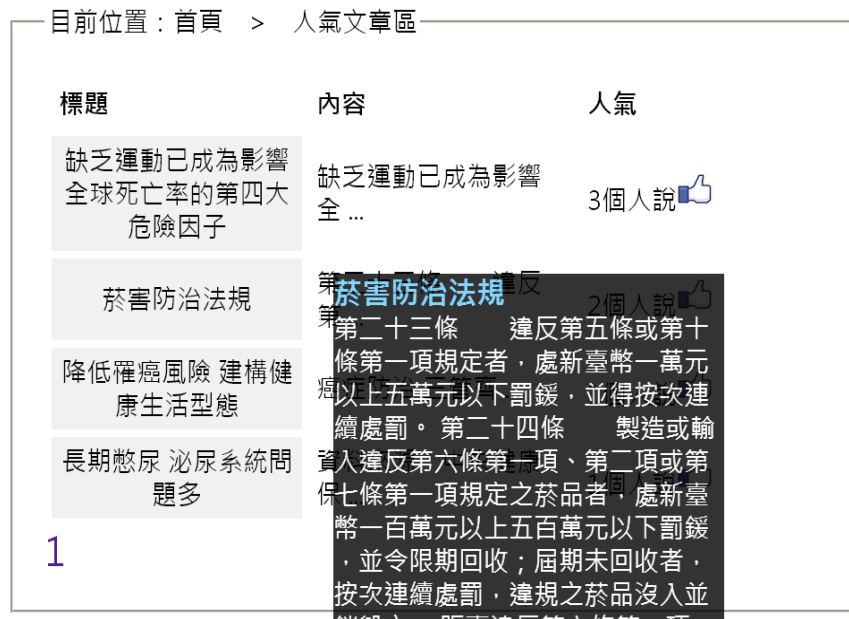 目前位置：首頁 > 人氣文章區
標題 內容 人氣
缺乏運動已成為影響
全球死亡率的第四大
危險因子
缺乏運動已成為影響
全 ...
3個人說
菸害防治法規
2個人說
降低罹癌風險 建構健
康生活型態
長期憋尿 泌尿系統問
題多
1個人說
1
菸害防治法規
第二十三條 違反第五條或第十
條第一項規定者，處新臺幣一萬元
以上五萬元以下罰鍰，並得按次連
續處罰。 第二十四條 製造或輸
入違反第六條第一項、第二項或第
七條第一項規定之菸品者，處新臺
幣一百萬元以上五百萬元以下罰鍰
，並令限期回收；屆期未回收者，
按次連續處罰，違規之菸品沒入並